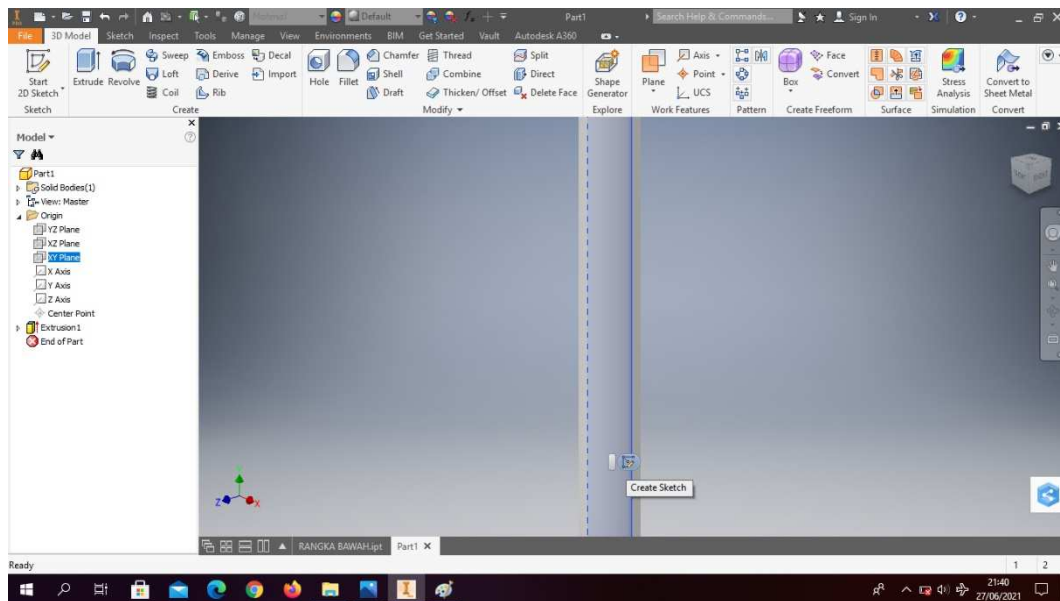 Material
Default
Part1
Search Help & Commands...
Sign In
File 3D Model Sketch Inspect Tools Manage View Environments BIM Get Started Vault Autodesk A360
Start 2D Sketch
Extrude Revolve
Sweep Emboss Decal
Loft Derive Import
Coil Rib
Hole Fillet
Chamfer Thread
Shell Combine
Draft Thicken/ Offset
Split
Direct
Delete Face
Shape Generator
Plane
Axis
Point
UCS
Box
Face
Convert
Stress Analysis
Convert to Sheet Metal
Sketch Create Modify Explore Work Features Pattern Create Freeform Surface Simulation Convert
Model
Part1
Solid Bodies(1)
View: Master
Origin
YZ Plane
XZ Plane
XY Plane
X Axis
Y Axis
Z Axis
Center Point
Extrusion1
End of Part
Create Sketch
Y
Z X
RANGKA BAWAH.ipt Part1
Ready 1 2
21:40
27/06/2021